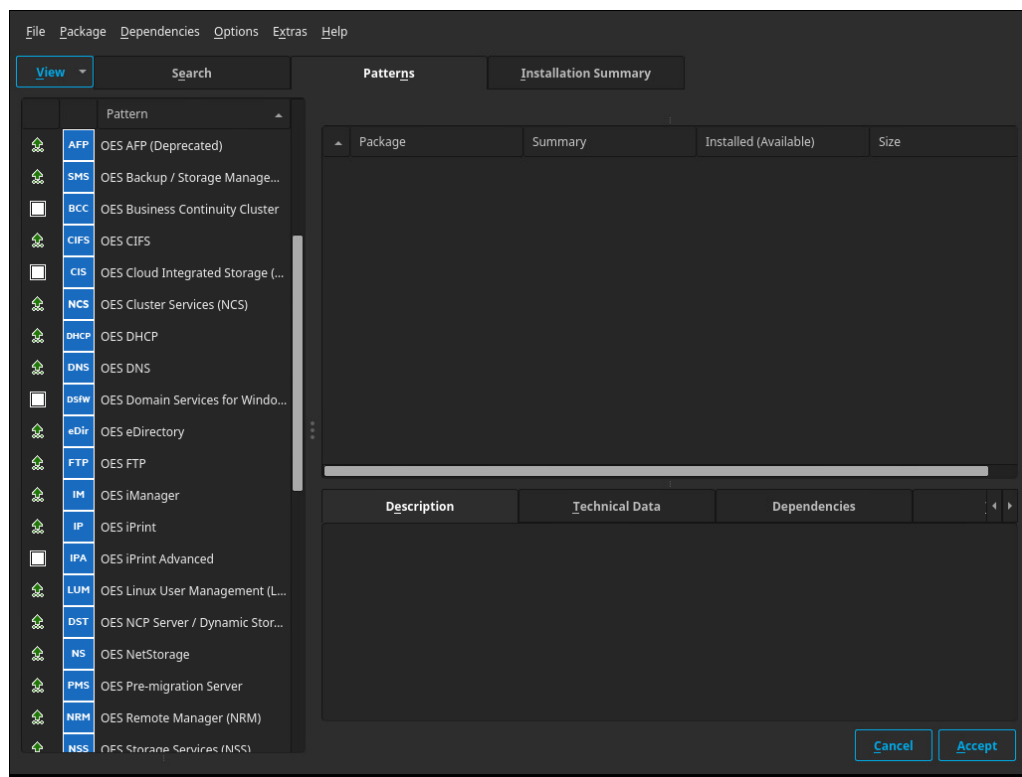 File Package Dependencies Options Extras Help
View Search Patterns Installation Summary
Pattern
Package Summary Installed (Available) Size
AFP OES AFP (Deprecated)
SMS OES Backup / Storage Manage...
BCC OES Business Continuity Cluster
CIFS OES CIFS
CIS OES Cloud Integrated Storage (...
NCS OES Cluster Services (NCS)
DHCP OES DHCP
DNS OES DNS
DSfW OES Domain Services for Windo...
eDir OES eDirectory
FTP OES FTP
IM OES iManager
IP OES iPrint
IPA OES iPrint Advanced
LUM OES Linux User Management (L...
DST OES NCP Server / Dynamic Stor...
NS OES NetStorage
PMS OES Pre-migration Server
NRM OES Remote Manager (NRM)
NSS OES Storage Services (NSS)
Description Technical Data Dependencies
Cancel Accept